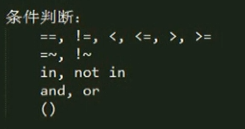 条件判断:
==, !=, <, <=, >, >=
=~, !~
in, not in
and, or
()